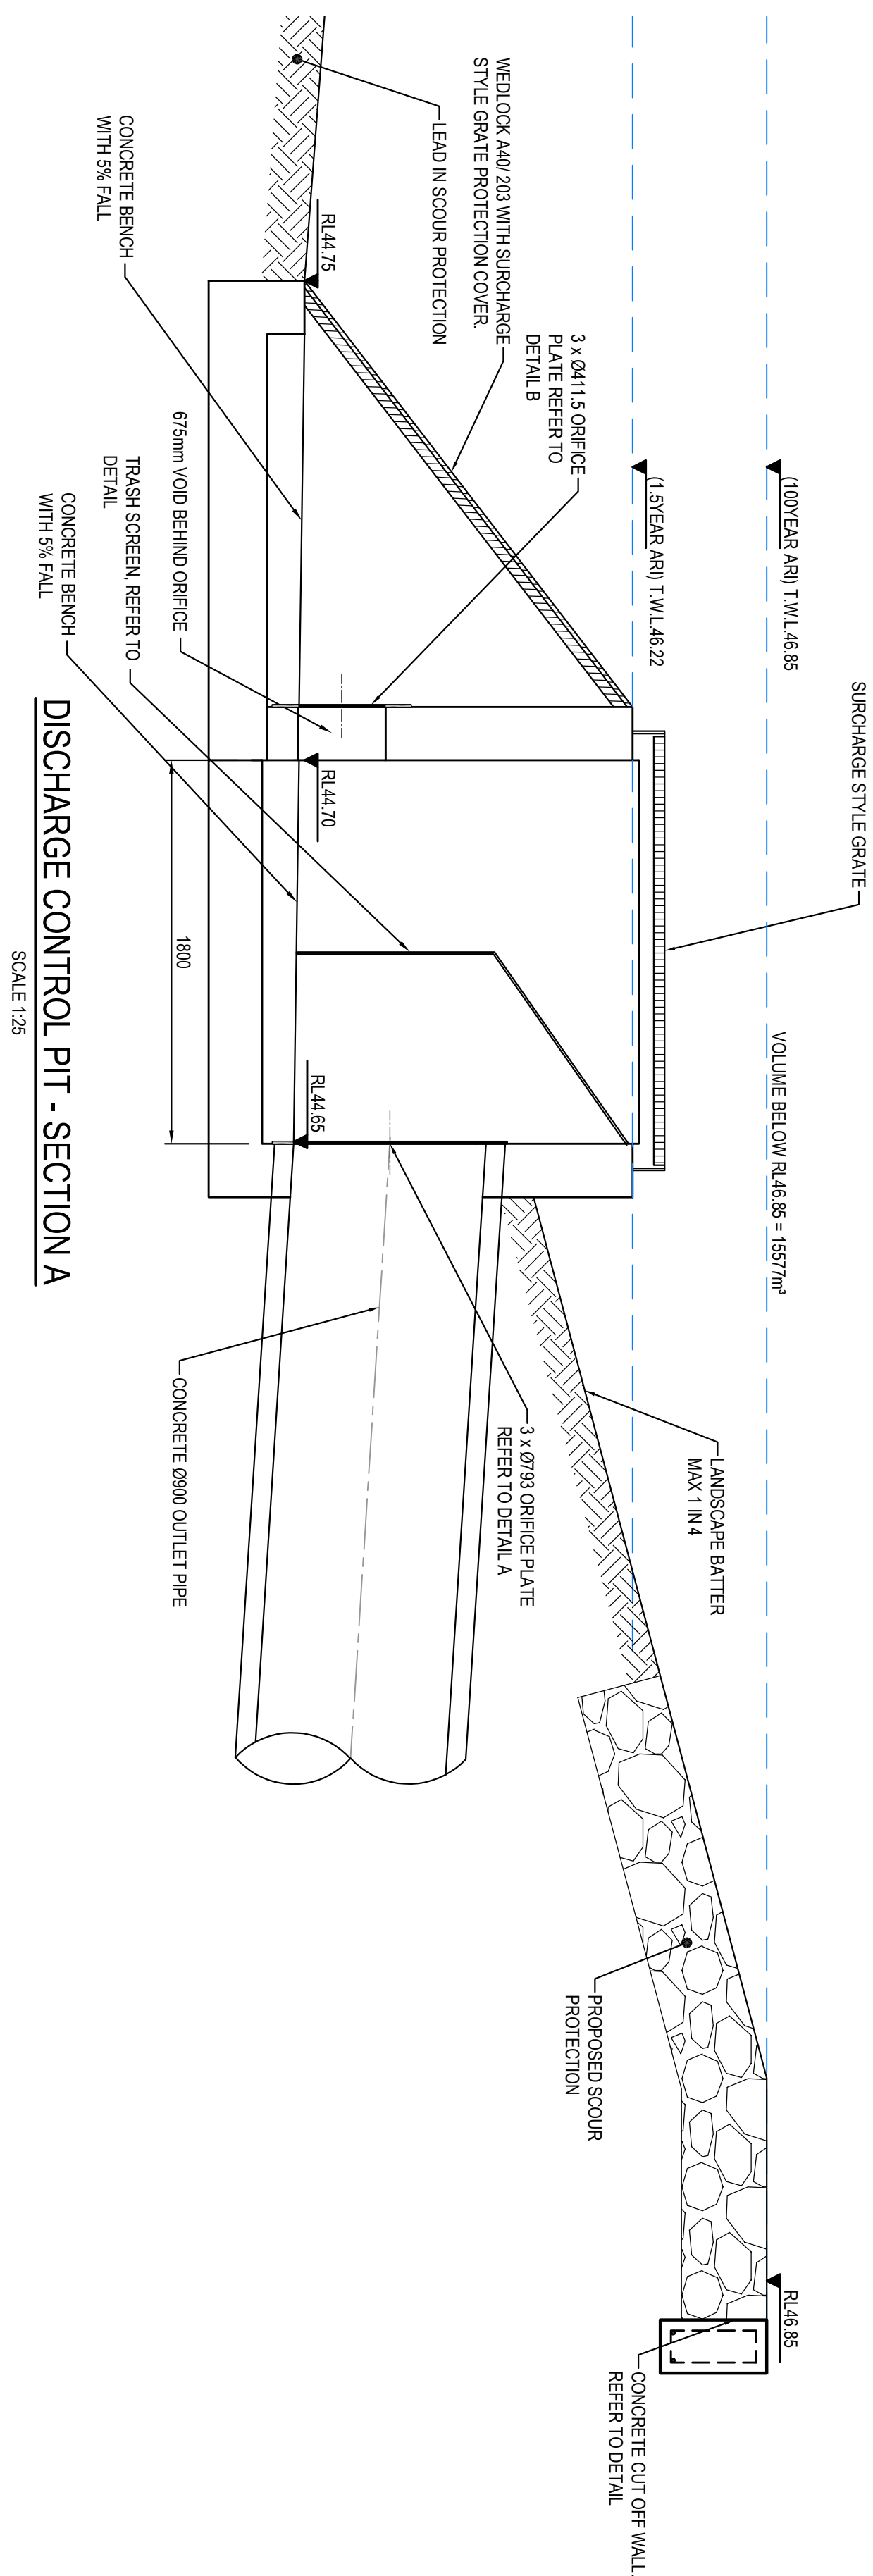 SURCHARGE STYLE GRATE
(100YEAR ARI) T.W.L.46.85
VOLUME BELOW RL46.85 = 15577m³
RL46.85
(1.5YEAR ARI) T.W.L.46.22
LANDSCAPE BATTER
MAX 1 IN 4
CONCRETE CUT OFF WALL.
REFER TO DETAIL
PROPOSED SCOUR
PROTECTION
3 x Ø411.5 ORIFICE
PLATE REFER TO
DETAIL B
3 x Ø793 ORIFICE PLATE
REFER TO DETAIL A
WEDLOCK A40/ 203 WITH SURCHARGE
STYLE GRATE PROTECTION COVER.
LEAD IN SCOUR PROTECTION
RL44.75
RL44.70
RL44.65
675mm VOID BEHIND ORIFICE
1800
CONCRETE Ø900 OUTLET PIPE
CONCRETE BENCH
WITH 5% FALL
TRASH SCREEN, REFER TO
DETAIL
CONCRETE BENCH
WITH 5% FALL
DISCHARGE CONTROL PIT - SECTION A
SCALE 1:25